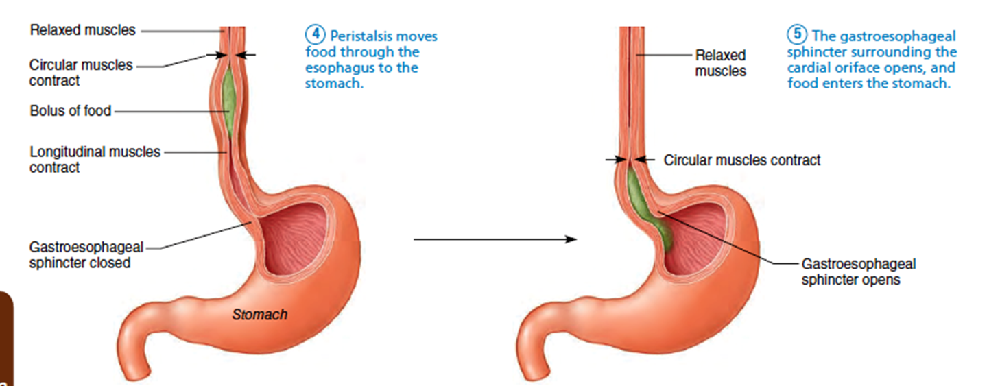 Relaxed muscles
Circular muscles
contract
Bolus of food
Longitudinal muscles
contract
Gastroesophageal
sphincter closed
Stomach
④ Peristalsis moves
food through the
esophagus to the
stomach.
Relaxed
muscles
Circular muscles contract
Gastroesophageal
sphincter opens
⑤ The gastroesophageal
sphincter surrounding the
cardial oriface opens, and
food enters the stomach.